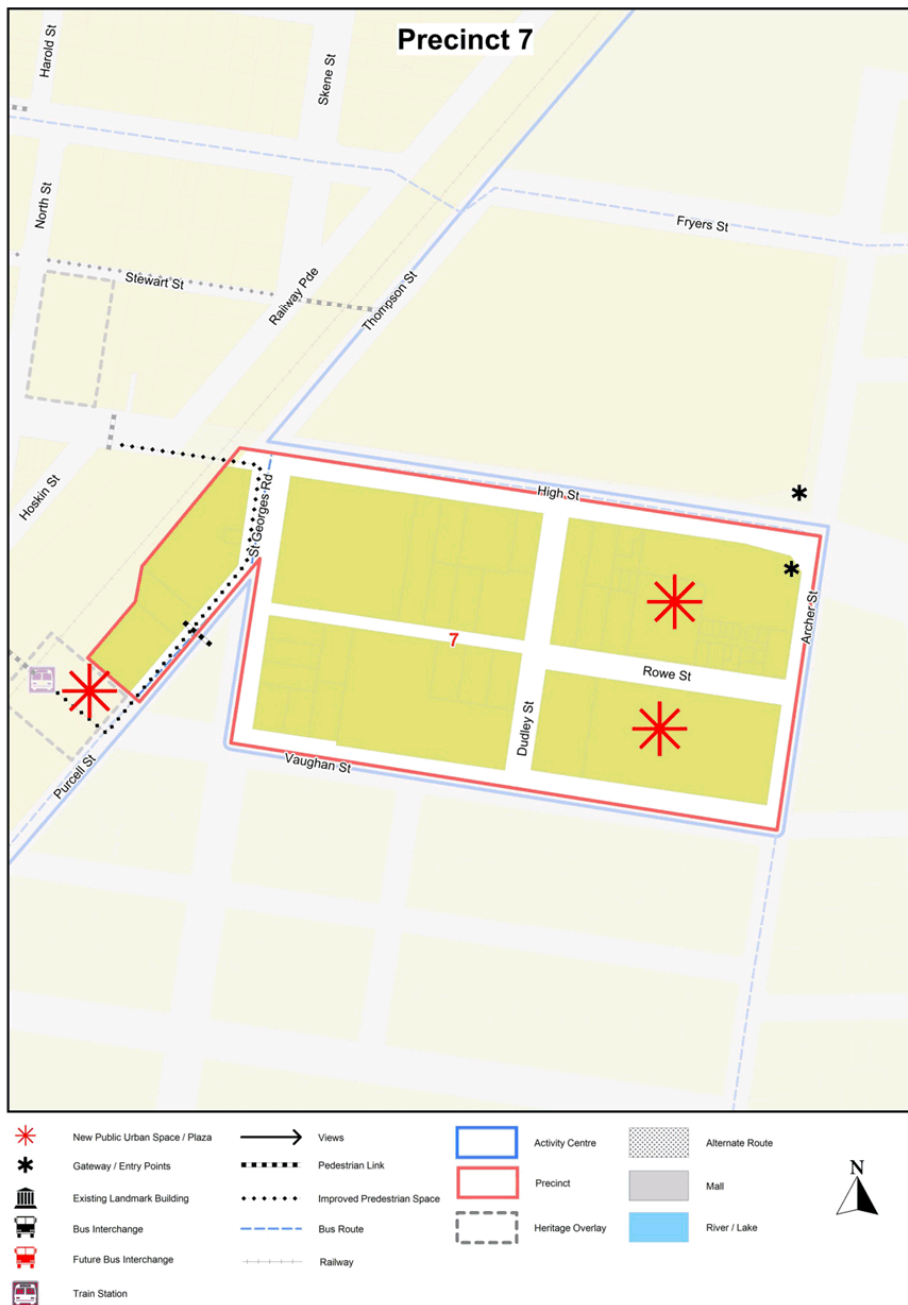 Precinct 7
Harold St
Skene St
North St
Fryers St
Stewart St
Railway Pde
Thompson St
Hoskin St
High St
St Georges Rd
Archer St
7
Rowe St
Dudley St
Vaughan St
Purcell St
New Public Urban Space / Plaza
Gateway / Entry Points
Existing Landmark Building
Bus Interchange
Future Bus Interchange
Train Station
Views
Pedestrian Link
Improved Predestrian Space
Bus Route
Railway
Activity Centre
Precinct
Heritage Overlay
Alternate Route
Mall
River / Lake
N